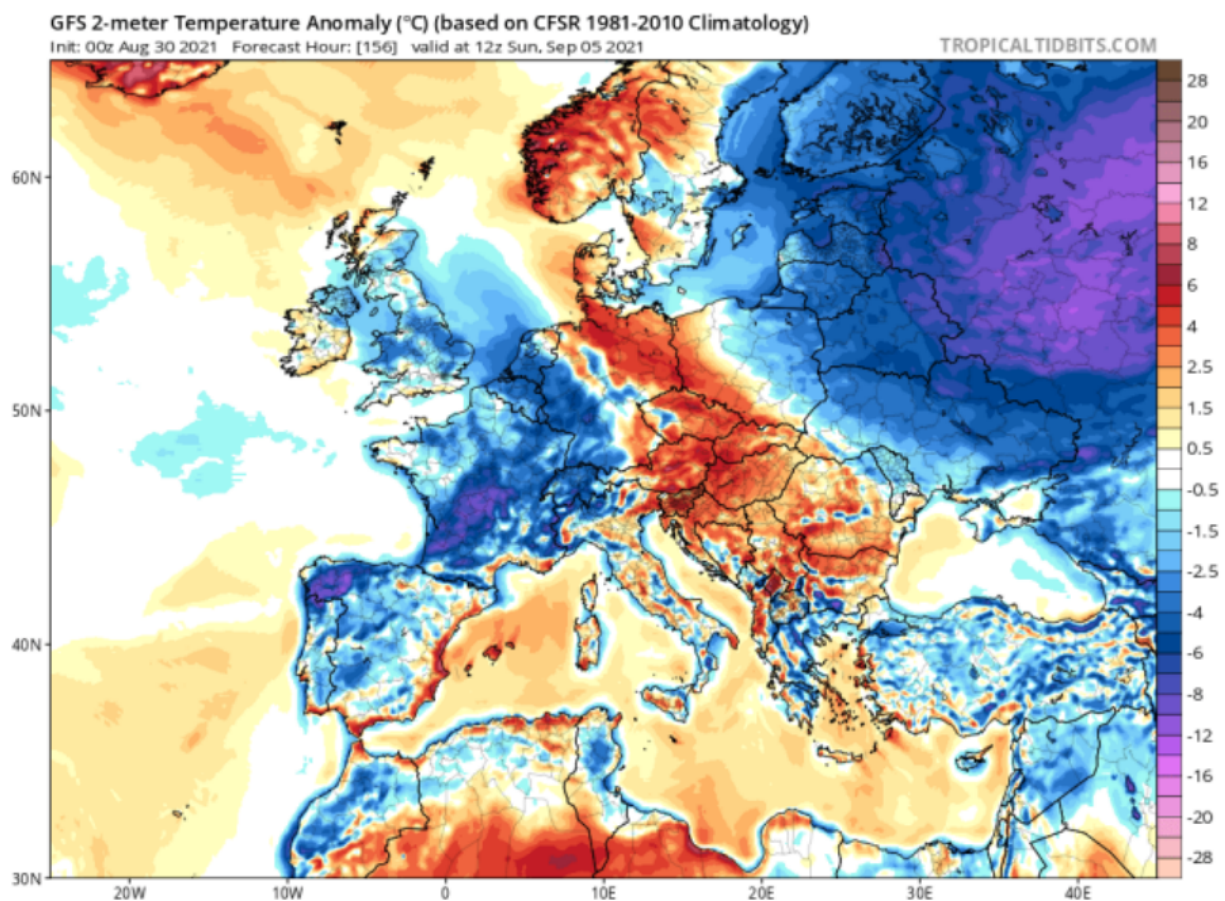 GFS 2-meter Temperature Anomaly (°C) (based on CFSR 1981-2010 Climatology)
Init: 00z Aug 30 2021 Forecast Hour: [156] valid at 12z Sun, Sep 05 2021
TROPICALTIDBITS.COM
60N
50N
40N
30N
20W
10W
0
10E
20E
30E
40E
28
20
16
12
8
6
4
2.5
1.5
0.5
-0.5
-1.5
-2.5
-4
-6
-8
-12
-16
-20
-28